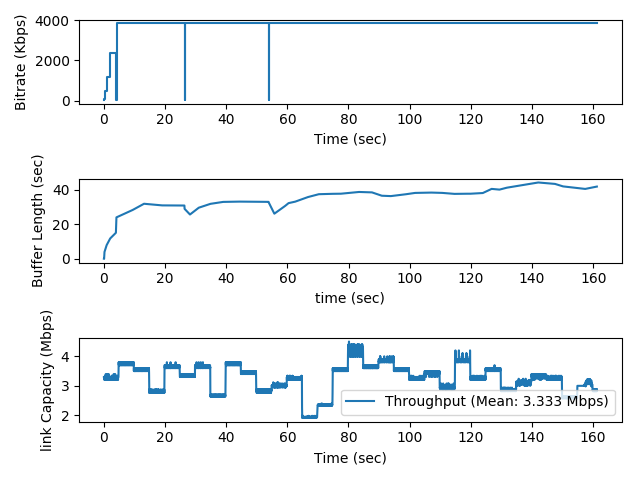 Bitrate (Kbps)
4000
2000
0
0 20 40 60 80 100 120 140 160
Time (sec)
Buffer Length (sec)
40
20
0
0 20 40 60 80 100 120 140 160
time (sec)
link Capacity (Mbps)
4
3
2
Throughput (Mean: 3.333 Mbps)
0 20 40 60 80 100 120 140 160
Time (sec)